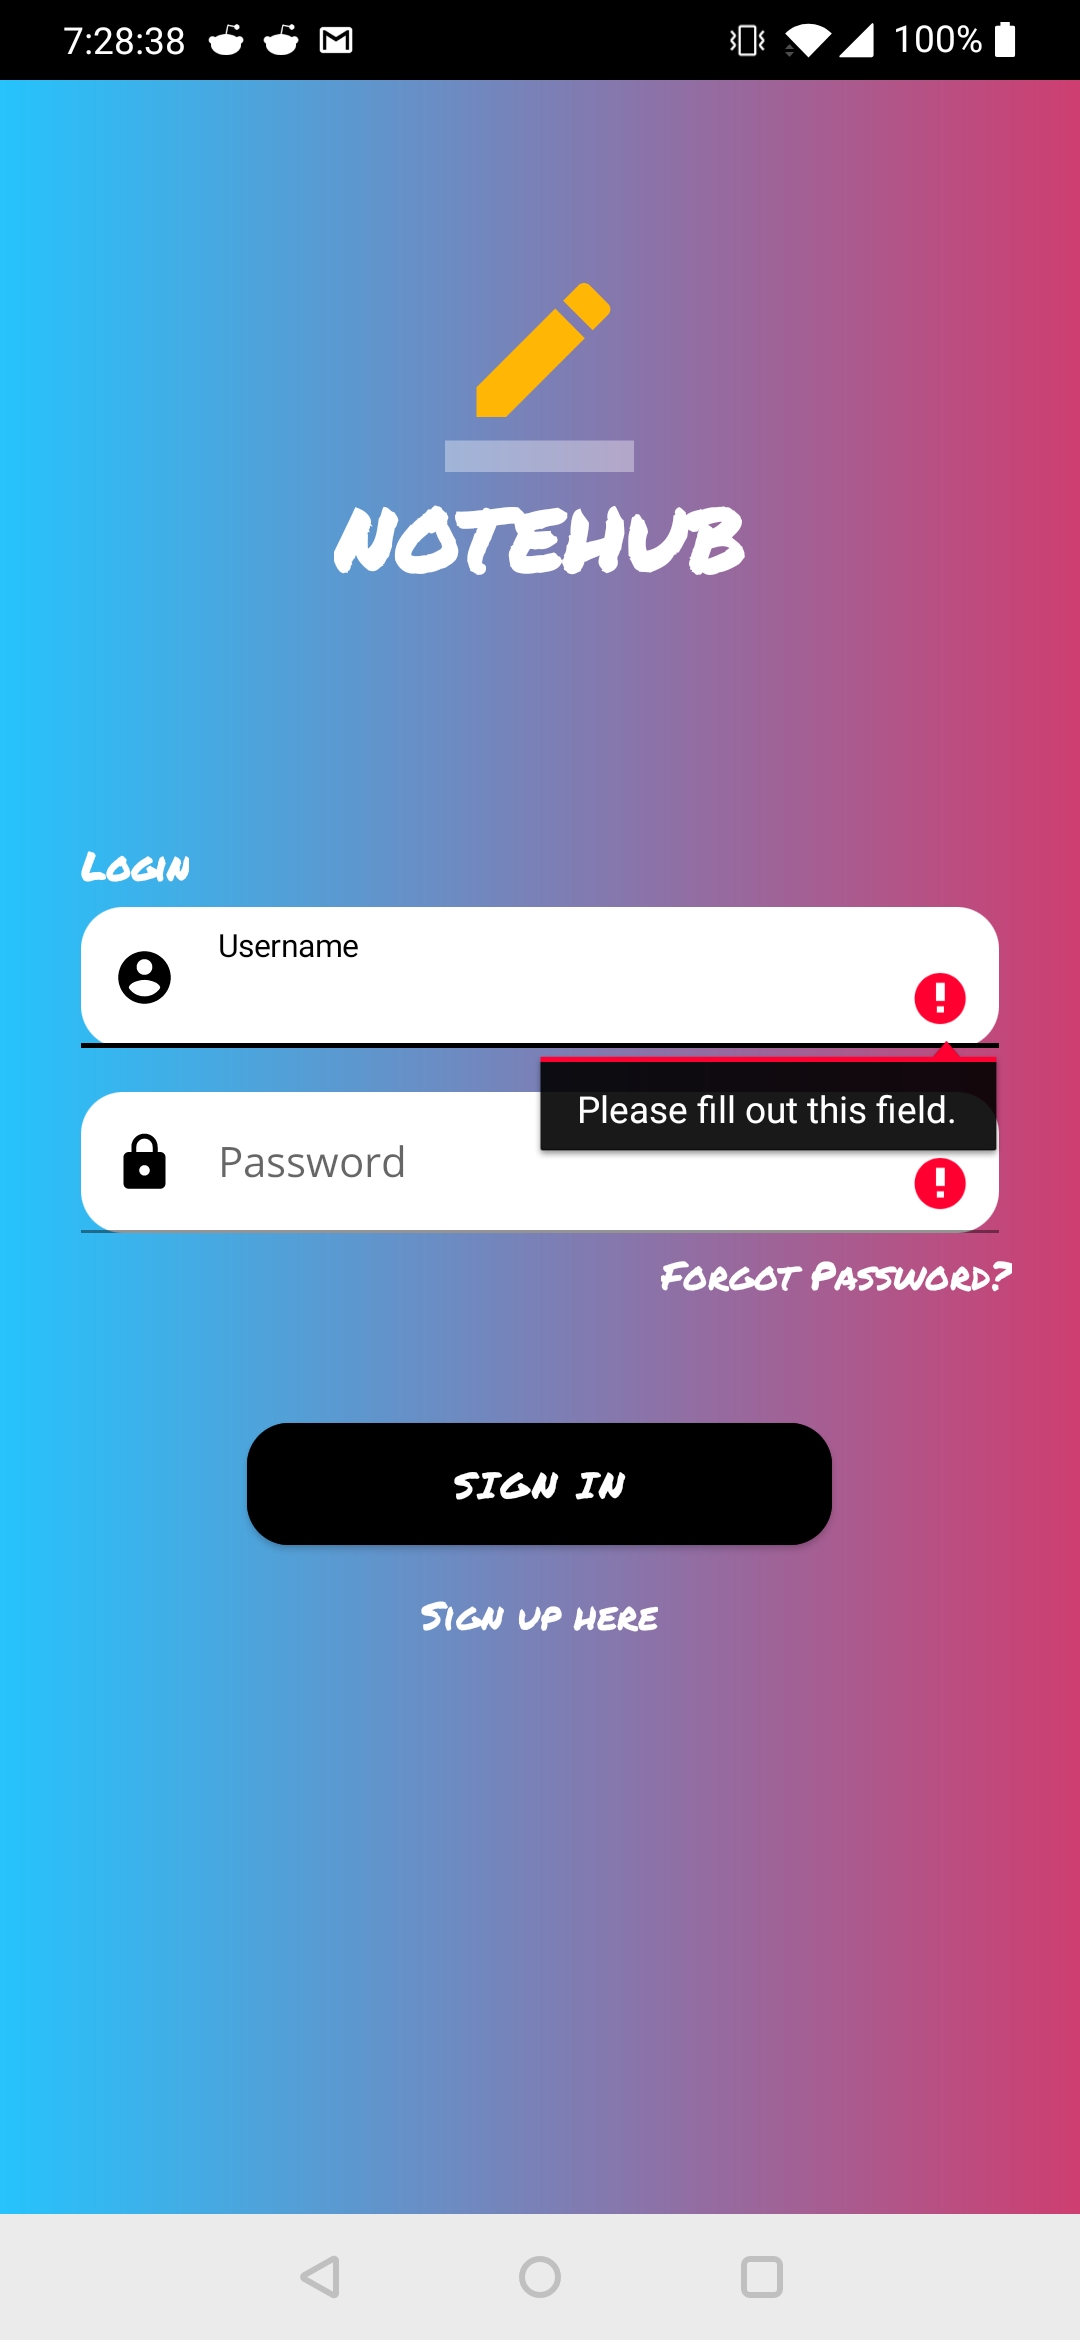 7:28:38 100%
NOTEHUB
Login
Username
Please fill out this field.
Password
Forgot Password?
SIGN IN
Sign up here